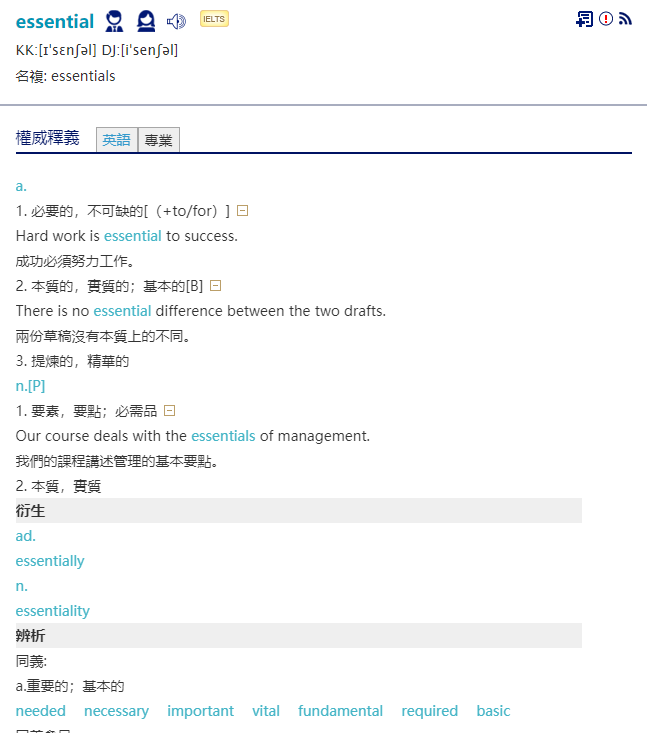 essential IELTS
KK:[ɪˈsɛnʃəl] DJ:[iˈsenʃəl]
名複: essentials
權威釋義 英語 專業
a.
1. 必要的，不可缺的[（+to/for）]
Hard work is essential to success.
成功必須努力工作。
2. 本質的，實質的；基本的[B]
There is no essential difference between the two drafts.
兩份草稿沒有本質上的不同。
3. 提煉的，精華的
n.[P]
1. 要素，要點；必需品
Our course deals with the essentials of management.
我們的課程講述管理的基本要點。
2. 本質，實質
衍生
ad.
essentially
n.
essentiality
辨析
同義:
a.重要的；基本的
needed necessary important vital fundamental required basic